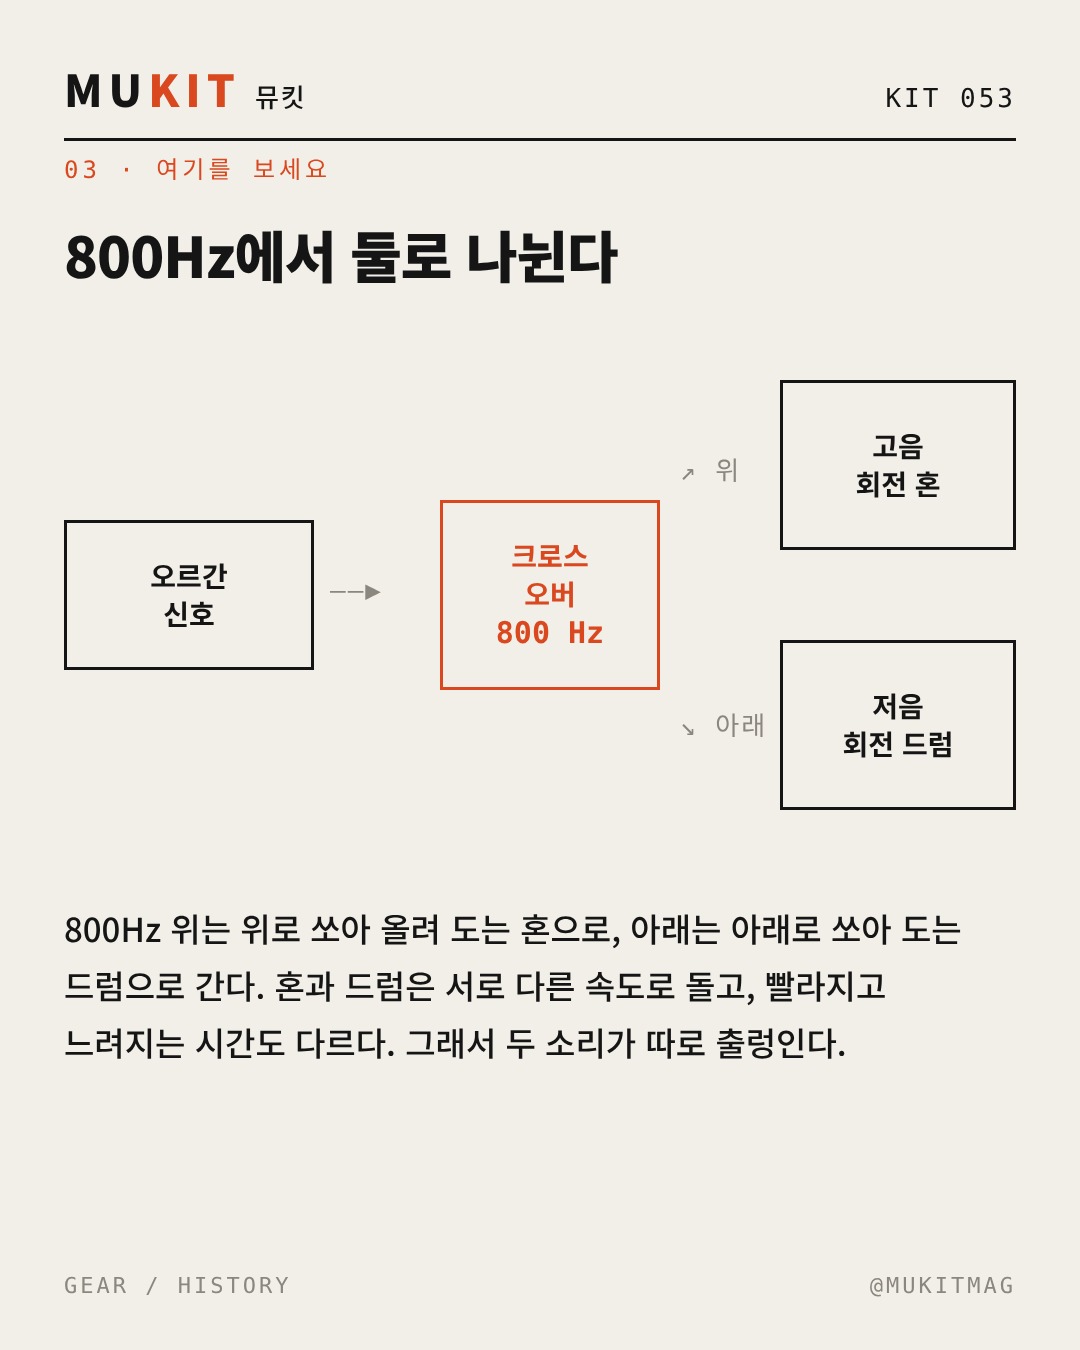 MUKIT 뮤킷
KIT 053
03 · 여기를 보세요
800Hz에서 둘로 나뉜다
오르간
신호
──▶
크로스
오버
800 Hz
↗ 위
고음
회전 혼
↘ 아래
저음
회전 드럼
800Hz 위는 위로 쏘아 올려 도는 혼으로, 아래는 아래로 쏘아 도는
드럼으로 간다. 혼과 드럼은 서로 다른 속도로 돌고, 빨라지고
느려지는 시간도 다르다. 그래서 두 소리가 따로 출렁인다.
GEAR / HISTORY
@MUKITMAG